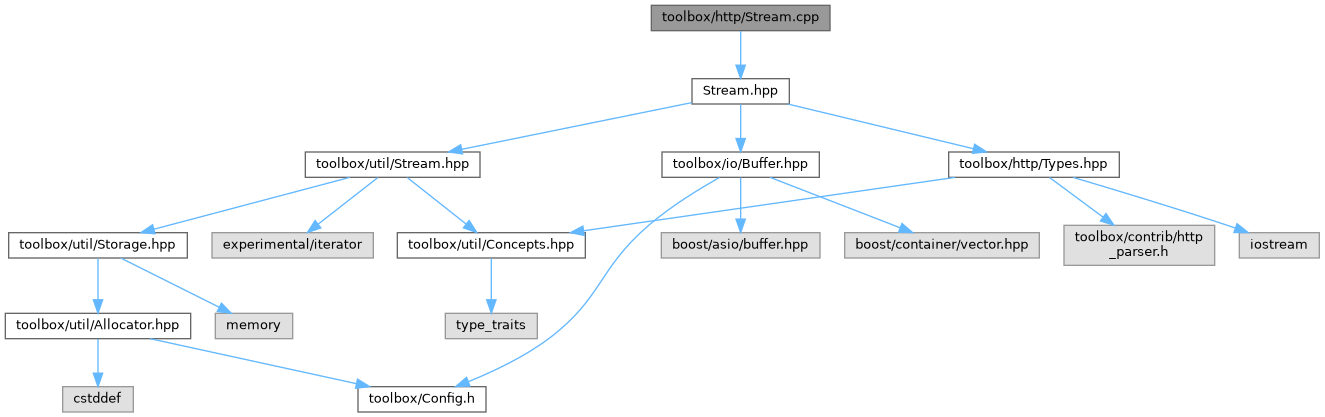 toolbox/http/Stream.cpp
Stream.hpp
toolbox/util/Stream.hpp
toolbox/io/Buffer.hpp
toolbox/http/Types.hpp
toolbox/util/Storage.hpp
experimental/iterator
toolbox/util/Concepts.hpp
boost/asio/buffer.hpp
boost/container/vector.hpp
toolbox/contrib/http
_parser.h
iostream
toolbox/util/Allocator.hpp
memory
type_traits
cstddef
toolbox/Config.h